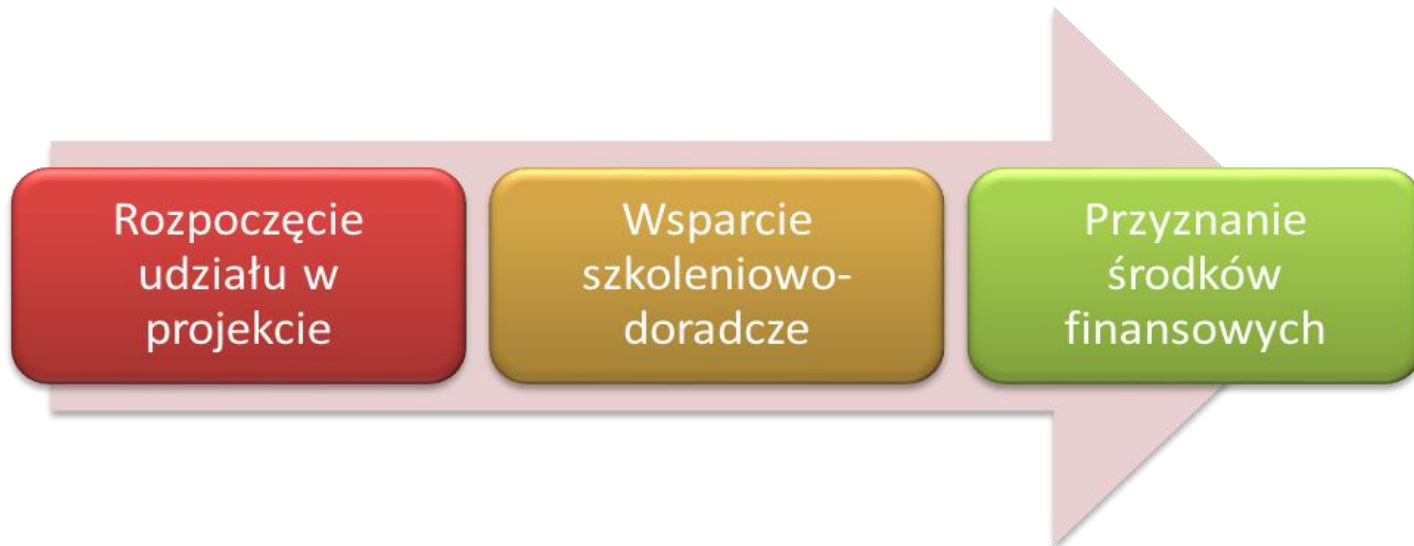 Rozpoczęcie
udziału w
projekcie
Wsparcie
szkoleniowo-
doradcze
Przyznanie
środków
finansowych